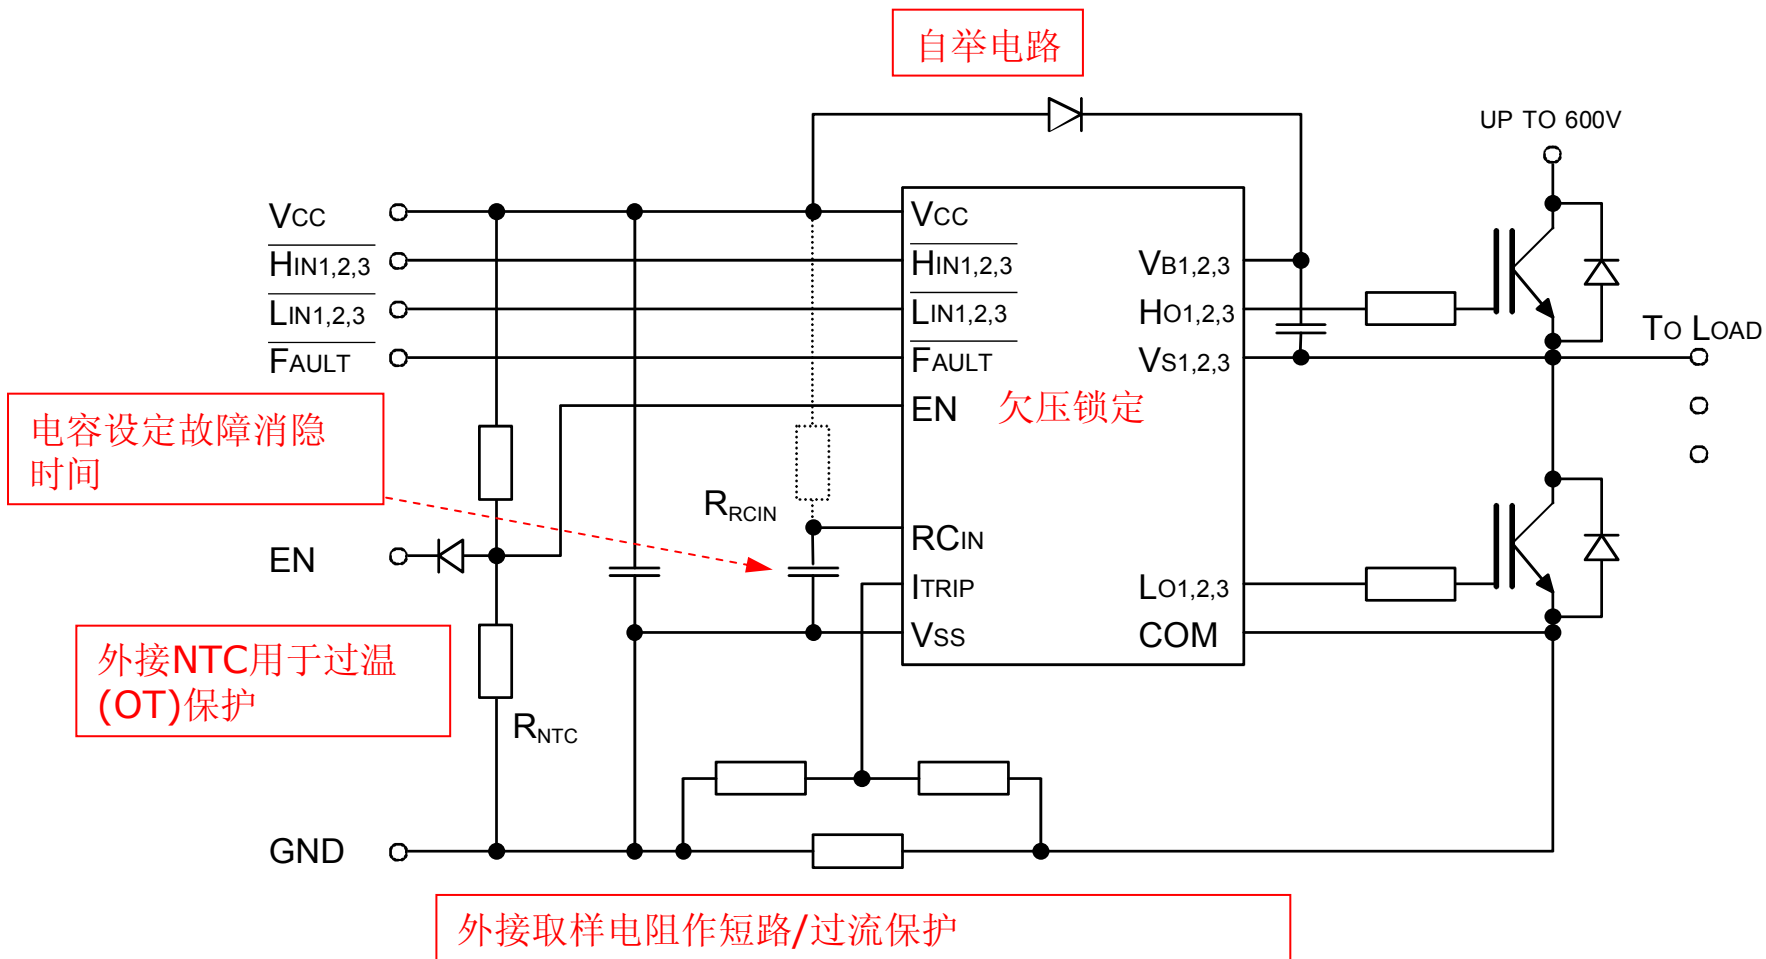 自举电路
UP TO 600V
VCC
HIN1,2,3
LIN1,2,3
FAULT
VCC
HIN1,2,3
LIN1,2,3
FAULT
EN
欠压锁定
RCIN
ITRIP
VSS
VB1,2,3
HO1,2,3
VS1,2,3
LO1,2,3
COM
TO LOAD
电容设定故障消隐
时间
RRCIN
EN
外接NTC用于过温
(OT)保护
RNTC
GND
外接取样电阻作短路/过流保护